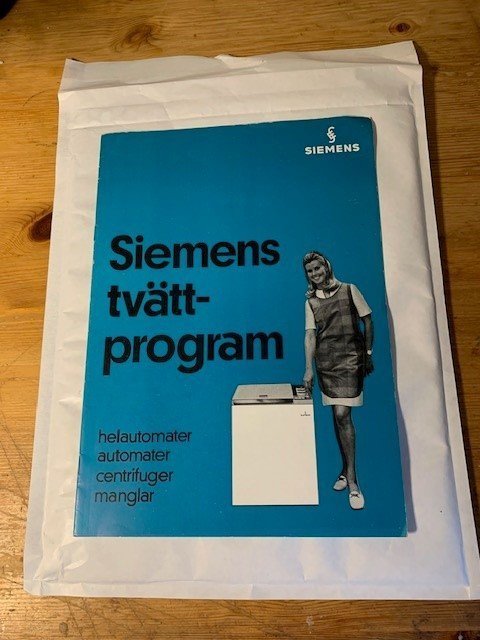 SIEMENS
Siemens
tvätt-
program
helautomater
automater
centrifuger
manglar